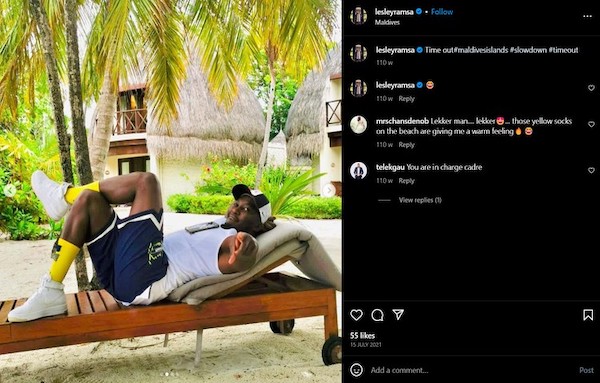 lesleyramsa • Follow
Maldives
lesleyramsa Time out#maldivesislands #slowdown #timeout
110 w
lesleyramsa 😍
110 w Reply
mrschansdenob Lekker man.... lekker😍... those yellow socks
on the beach are giving me a warm feeling🔥😍
110 w Reply
telekgau You are in charge cadre
110 w Reply
View replies (1)
55 likes
15 JULY 2021
Add a comment...
Post